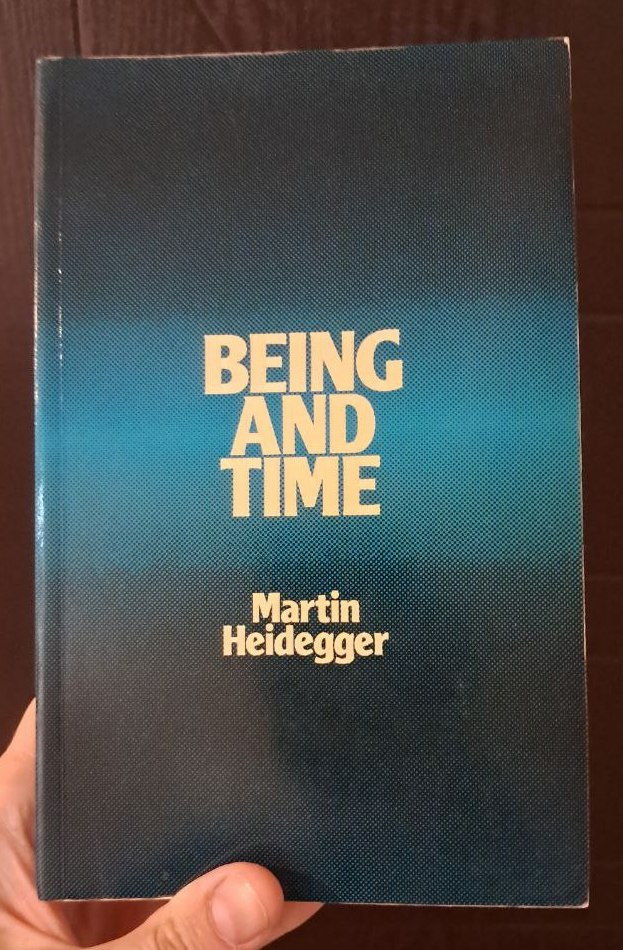 BEING
AND
TIME
Martin
Heidegger